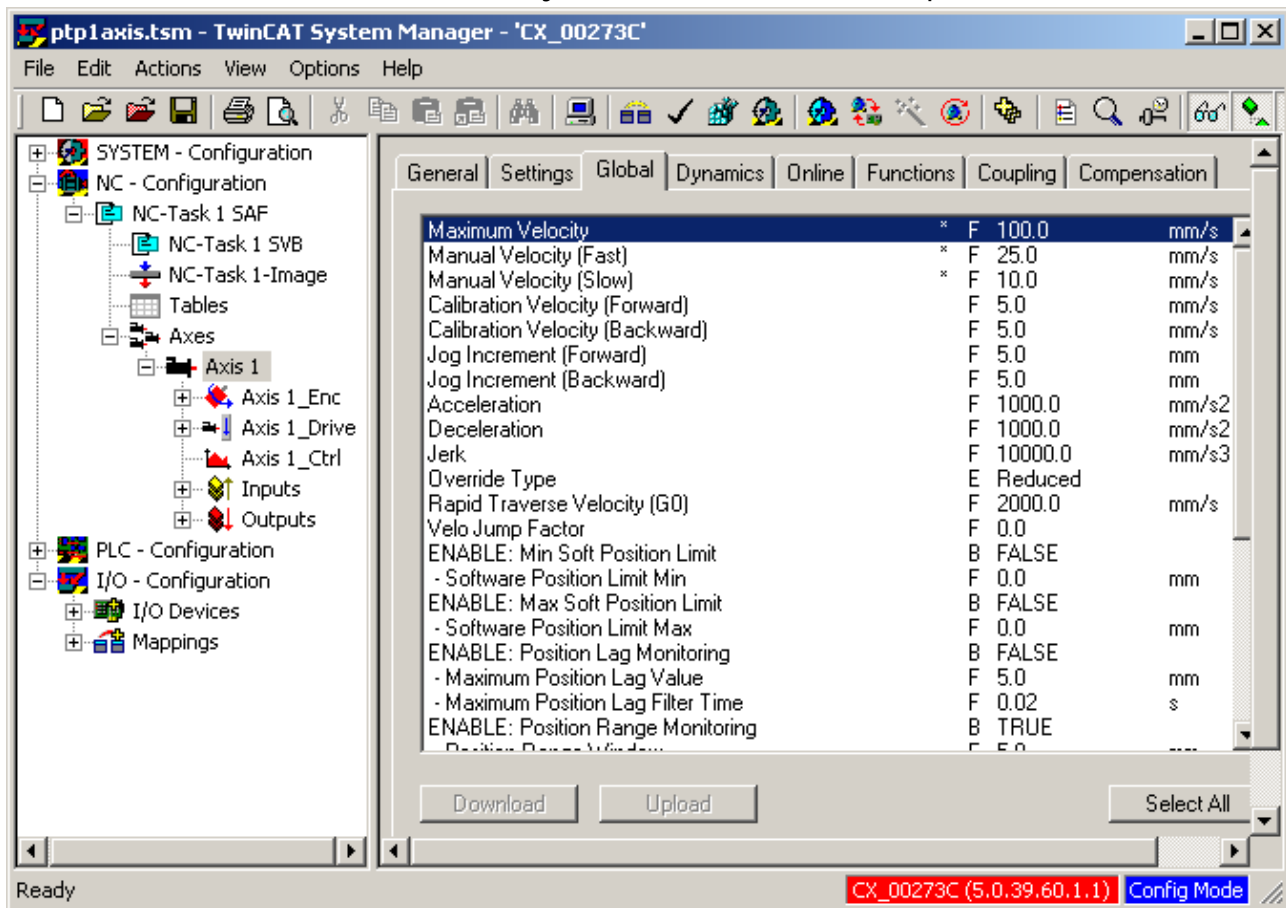 ptp1axis.tsm - TwinCAT System Manager - 'CX_00273C'
File Edit Actions View Options Help
SYSTEM - Configuration
NC - Configuration
NC-Task 1 SAF
NC-Task 1 SVB
NC-Task 1-Image
Tables
Axes
Axis 1
Axis 1_Enc
Axis 1_Drive
Axis 1_Ctrl
Inputs
Outputs
PLC - Configuration
I/O - Configuration
I/O Devices
Mappings
General Settings Global Dynamics Online Functions Coupling Compensation
Maximum Velocity * F 100.0 mm/s
Manual Velocity (Fast) * F 25.0 mm/s
Manual Velocity (Slow) * F 10.0 mm/s
Calibration Velocity (Forward) F 5.0 mm/s
Calibration Velocity (Backward) F 5.0 mm/s
Jog Increment (Forward) F 5.0 mm
Jog Increment (Backward) F 5.0 mm
Acceleration F 1000.0 mm/s2
Deceleration F 1000.0 mm/s2
Jerk F 10000.0 mm/s3
Override Type E Reduced
Rapid Traverse Velocity (G0) F 2000.0 mm/s
Velo Jump Factor F 0.0
ENABLE: Min Soft Position Limit B FALSE
- Software Position Limit Min F 0.0 mm
ENABLE: Max Soft Position Limit B FALSE
- Software Position Limit Max F 0.0 mm
ENABLE: Position Lag Monitoring B FALSE
- Maximum Position Lag Value F 5.0 mm
- Maximum Position Lag Filter Time F 0.02 s
ENABLE: Position Range Monitoring B TRUE
Download Upload Select All
Ready CX_00273C (5.0.39.60.1.1) Config Mode